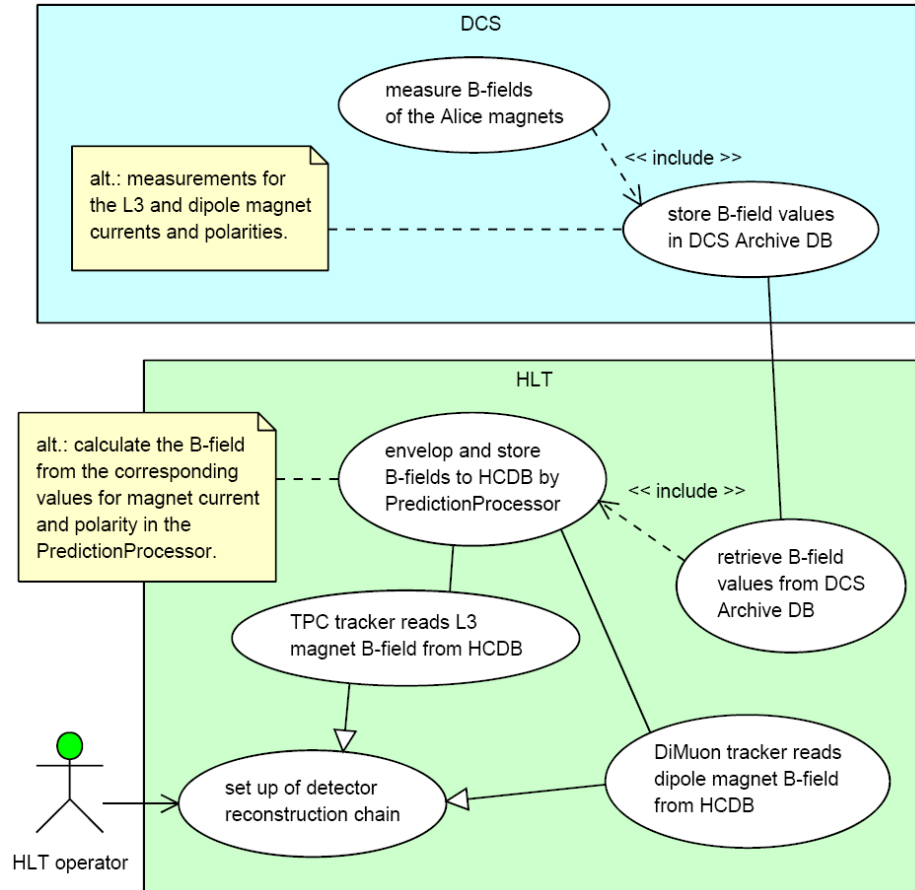 DCS
measure B-fields
of the Alice magnets
<< include >>
alt.: measurements for
the L3 and dipole magnet
currents and polarities.
store B-field values
in DCS Archive DB
HLT
alt.: calculate the B-field
from the corresponding
values for magnet current
and polarity in the
PredictionProcessor.
envelop and store
B-fields to HCDB by
PredictionProcessor
<< include >>
retrieve B-field
values from DCS
Archive DB
TPC tracker reads L3
magnet B-field from HCDB
DiMuon tracker reads
dipole magnet B-field
from HCDB
set up of detector
reconstruction chain
HLT operator